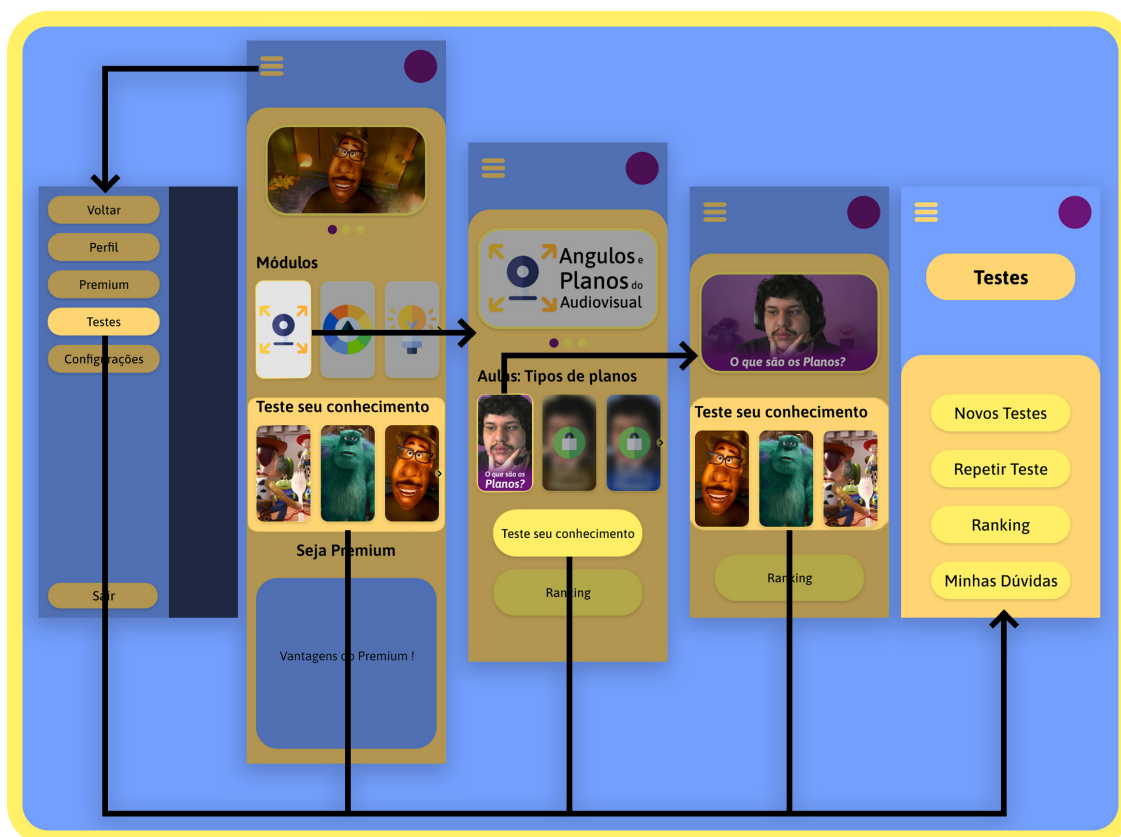 Voltar
Perfil
Premium
Testes
Configurações
Sair
Módulos
Teste seu conhecimento
Seja Premium
Vantagens do Premium !
Angulos e
Planos do
Audiovisual
Aulas: Tipos de planos
O que são os
Planos?
Teste seu conhecimento
Ranking
O que são os Planos?
Teste seu conhecimento
Ranking
Testes
Novos Testes
Repetir Teste
Ranking
Minhas Dúvidas